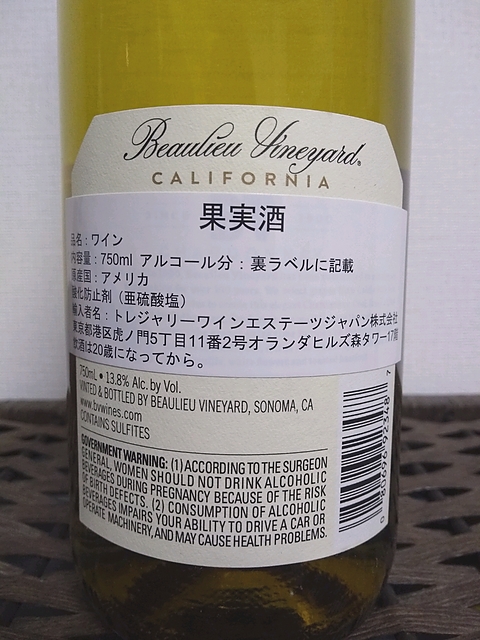 Beaulieu Vineyard®
CALIFORNIA
果実酒
品名：ワイン
内容量：750ml アルコール分：裏ラベルに記載
原産国：アメリカ
酸化防止剤（亜硫酸塩）
輸入者名：トレジャリーワインエステーツジャパン株式会社
東京都港区虎ノ門5丁目11番2号オランダヒルズ森タワー17階
飲酒は20歳になってから。
750mL • 13.8% Alc. by Vol.
VINTED & BOTTLED BY BEAULIEU VINEYARD, SONOMA, CA
www.bvwines.com
CONTAINS SULFITES
GOVERNMENT WARNING: (1) ACCORDING TO THE SURGEON
GENERAL, WOMEN SHOULD NOT DRINK ALCOHOLIC
BEVERAGES DURING PREGNANCY BECAUSE OF THE RISK
OF BIRTH DEFECTS. (2) CONSUMPTION OF ALCOHOLIC
BEVERAGES IMPAIRS YOUR ABILITY TO DRIVE A CAR OR
OPERATE MACHINERY, AND MAY CAUSE HEALTH PROBLEMS.
0 89696 92348 7